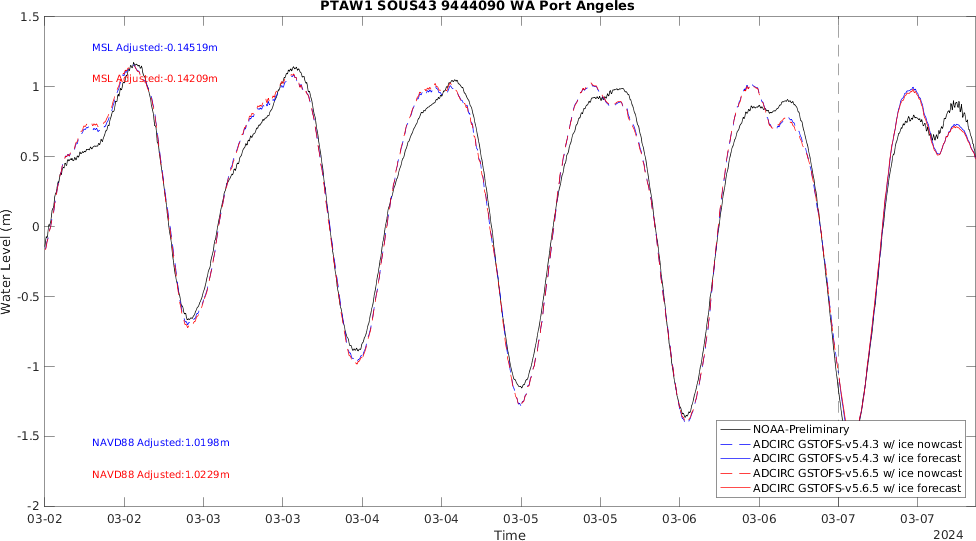 PTAW1 SOUS43 9444090 WA Port Angeles
1.5
1
0.5
0
-0.5
-1
-1.5
-2
Water Level (m)
MSL Adjusted:-0.14519m
MSL Adjusted:-0.14209m
NAVD88 Adjusted:1.0198m
NAVD88 Adjusted:1.0229m
NOAA-Preliminary
ADCIRC GSTOFS-v5.4.3 w/ ice nowcast
ADCIRC GSTOFS-v5.4.3 w/ ice forecast
ADCIRC GSTOFS-v5.6.5 w/ ice nowcast
ADCIRC GSTOFS-v5.6.5 w/ ice forecast
03-02 03-02 03-03 03-03 03-04 03-04 03-05 03-05 03-06 03-06 03-07 03-07
Time
2024